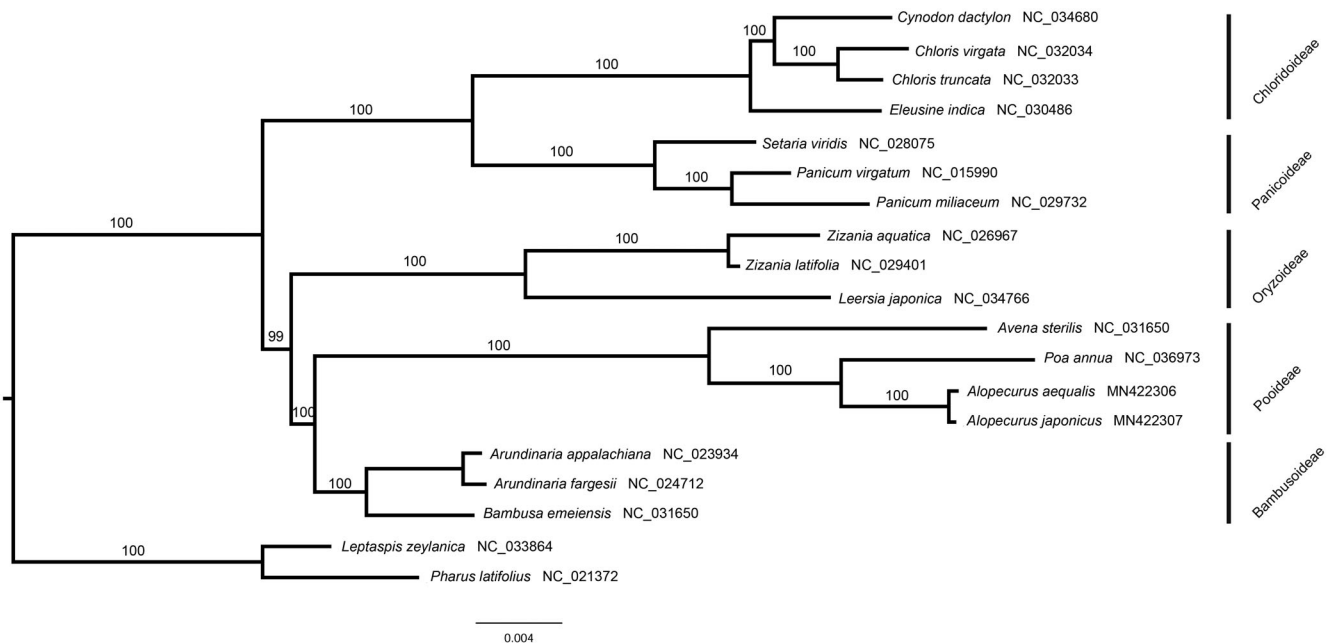 Cynodon dactylon NC_034680
100
100
Chloris virgata NC_032034
100
Chloris truncata NC_032033
Eleusine indica NC_030486
Chloridoideae
100
Setaria viridis NC_028075
100
Panicum virgatum NC_015990
100
Panicum miliaceum NC_029732
Panicoideae
100
Zizania aquatica NC_026967
100
Zizania latifolia NC_029401
100
Leersia japonica NC_034766
Oryzoideae
99
Avena sterilis NC_031650
100
Poa annua NC_036973
100
Alopecurus aequalis MN422306
100
Alopecurus japonicus MN422307
Pooideae
100
Arundinaria appalachiana NC_023934
100
Arundinaria fargesii NC_024712
Bambusa emeiensis NC_031650
Bambusoideae
100
Leptaspis zeylanica NC_033864
Pharus latifolius NC_021372
0.004